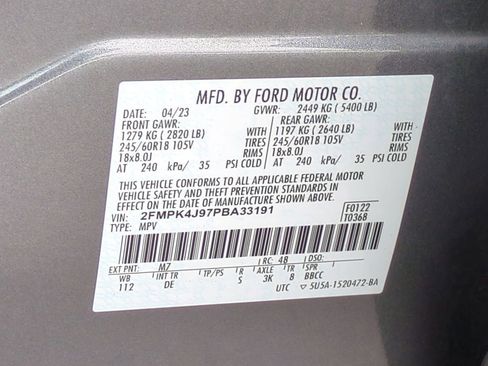 MFD. BY FORD MOTOR CO.
DATE: 04/23 GVWR: 2449 KG ( 5400 LB)
FRONT GAWR: REAR GAWR:
1279 KG ( 2820 LB) WITH 1197 KG ( 2640 LB) WITH
245/60R18 105V TIRES 245/60R18 105V TIRES
18x8.0J RIMS 18x8.0J RIMS
AT 240 kPa/ 35 PSI COLD AT 240 kPa/ 35 PSI COLD
THIS VEHICLE CONFORMS TO ALL APPLICABLE FEDERAL MOTOR
VEHICLE SAFETY AND THEFT PREVENTION STANDARDS IN
EFFECT ON THE DATE OF MANUFACTURE SHOWN ABOVE.
VIN: 2FMPK4J97PBA33191 F0122
TYPE: MPV T0368
EXT PNT: M7 RC: 48 DSO:
WB INT TR TP/PS R AXLE TR SPR
112 DE 5 3K 8 BBCC
UTC 5U5A-1520472-BA